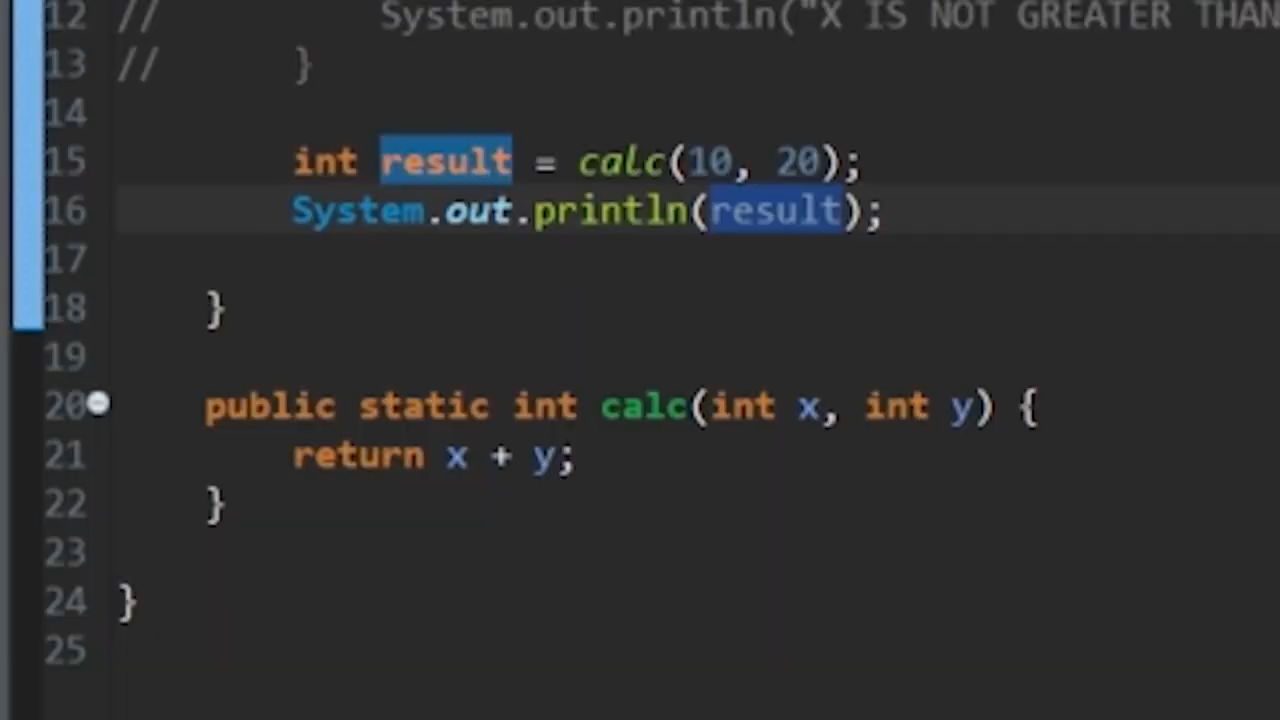 12 // System.out.println("X IS NOT GREATER THAN
13 // }
14
15 int result = calc(10, 20);
16 System.out.println(result);
17
18 }
19
20 public static int calc(int x, int y) {
21 return x + y;
22 }
23
24 }
25